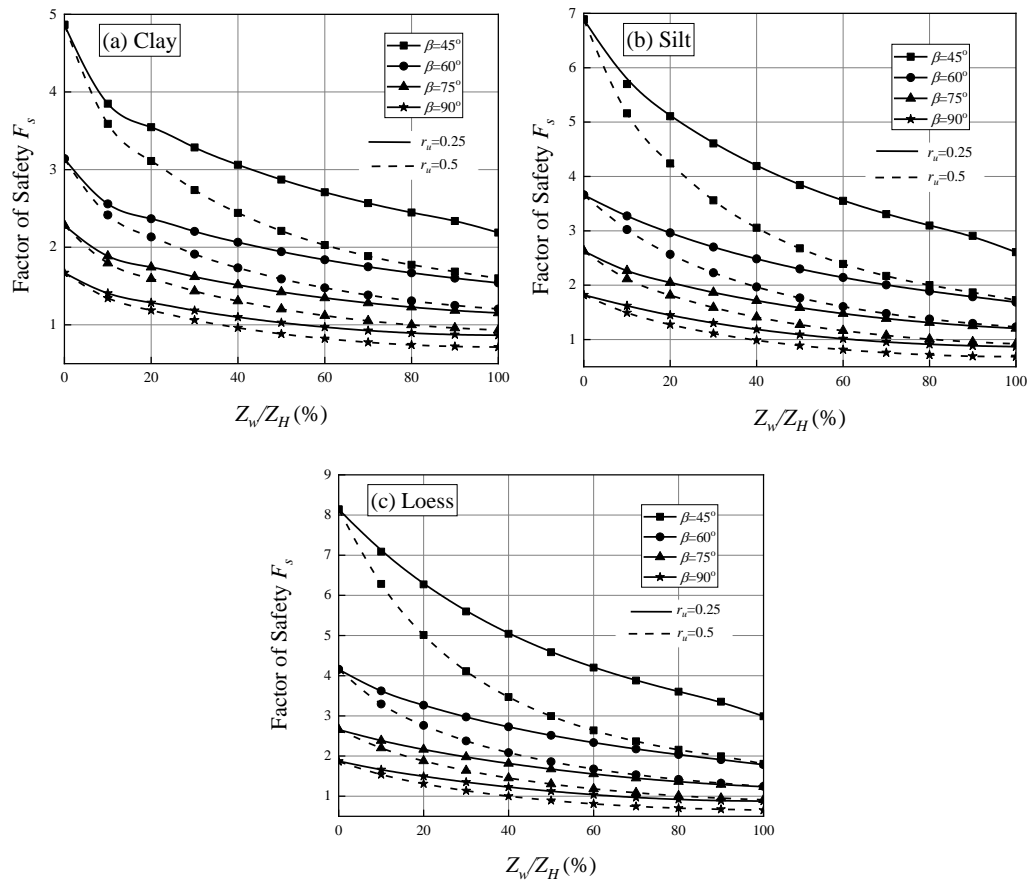 (a) Clay
β=45°
β=60°
β=75°
β=90°
r_u=0.25
r_u=0.5
Factor of Safety F_s
5
4
3
2
1
0 20 40 60 80 100
Z_w/Z_H (%)
(b) Silt
β=45°
β=60°
β=75°
β=90°
r_u=0.25
r_u=0.5
Factor of Safety F_s
7
6
5
4
3
2
1
0 20 40 60 80 100
Z_w/Z_H (%)
(c) Loess
β=45°
β=60°
β=75°
β=90°
r_u=0.25
r_u=0.5
Factor of Safety F_s
9
8
7
6
5
4
3
2
1
0 20 40 60 80 100
Z_w/Z_H (%)